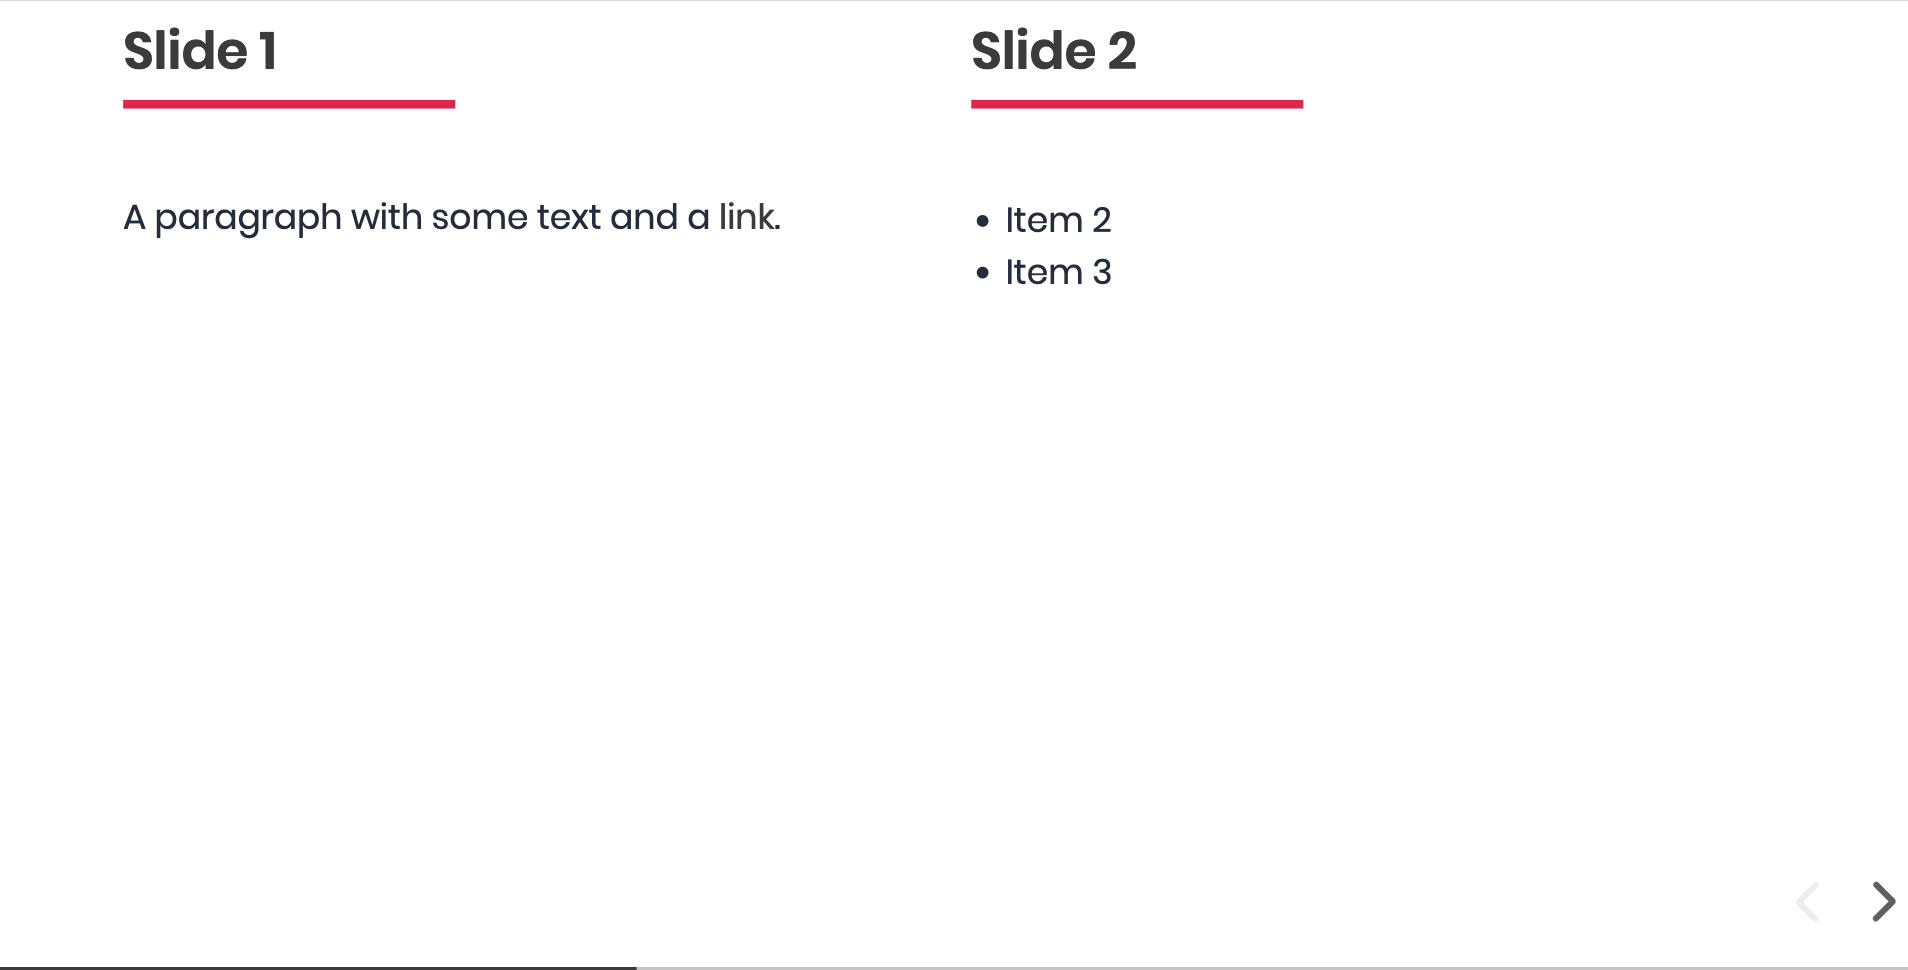 Slide 1
A paragraph with some text and a link.
Slide 2
• Item 2
• Item 3